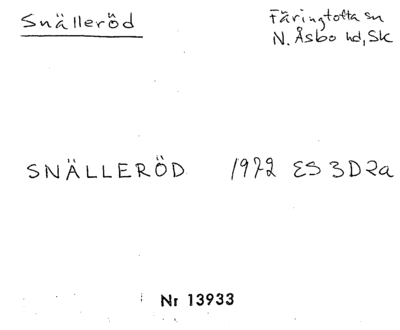 Snälleröd
Färingtofta sn
N. Åsbo hd, Sk
SNÄLLERÖD 1972 ES 3D2a
Nr 13933